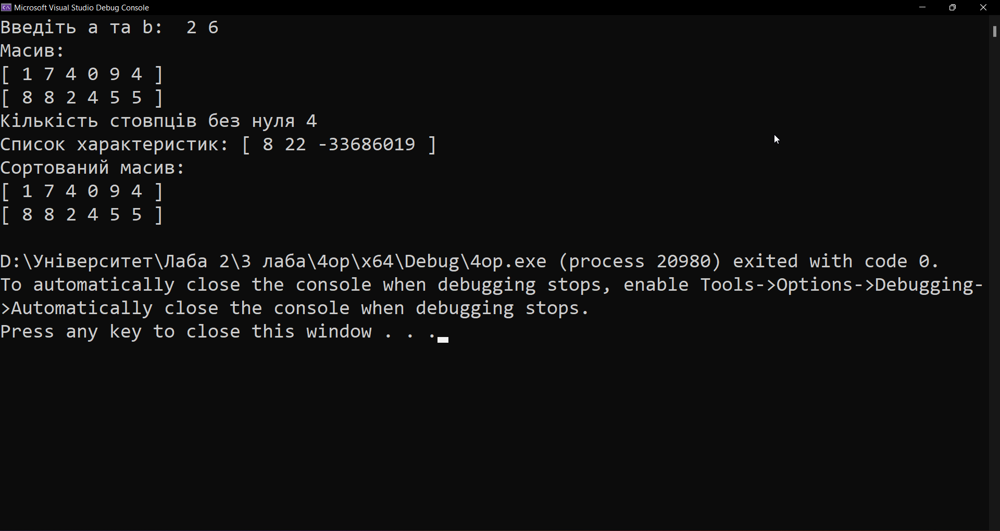 Microsoft Visual Studio Debug Console
Введіть a та b:  2 6
Масив:
[ 1 7 4 0 9 4 ]
[ 8 8 2 4 5 5 ]
Кількість стовпців без нуля 4
Список характеристик: [ 8 22 -33686019 ]
Сортований масив:
[ 1 7 4 0 9 4 ]
[ 8 8 2 4 5 5 ]
D:\Університет\Лаба 2\3 лаба\4op\x64\Debug\4op.exe (process 20980) exited with code 0.
To automatically close the console when debugging stops, enable Tools->Options->Debugging-
>Automatically close the console when debugging stops.
Press any key to close this window . . .